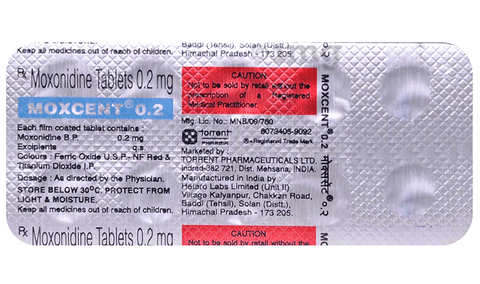 Keep all medicines out of reach of children.
Rx Moxonidine Tablets 0.2 mg
MOXCENT® 0.2
Each film coated tablet contains :
Moxonidine B.P. 0.2 mg
Excipients q.s.
Colours : Ferric Oxide U.S.P.-NF Red &
Titanium Dioxide I.P.
Dosage : As directed by the Physician.
STORE BELOW 30°C. PROTECT FROM
LIGHT & MOISTURE.
Keep all medicines out of reach of children.
Rx Moxonidine Tablets 0.2 mg
Baddi (Tehsil), Solan (Distt.),
Himachal Pradesh - 173 205.
CAUTION
Not to be sold by retail without the
prescription of a Registered
Medical Practitioner.
Mfg. Lic. No.: MNB/09/780
torrent 8073405-9092
PHARMA ®=Registered Trade Mark
Marketed by :
TORRENT PHARMACEUTICALS LTD.
Indrad-382 721, Dist. Mehsana, INDIA.
Manufactured in India by :
Hetero Labs Limited (Unit II)
Village Kalyanpur, Chakkan Road,
Baddi (Tehsil), Solan (Distt.),
Himachal Pradesh - 173 205.
CAUTION
Not to be sold by retail without the
MOXCENT® 0.2